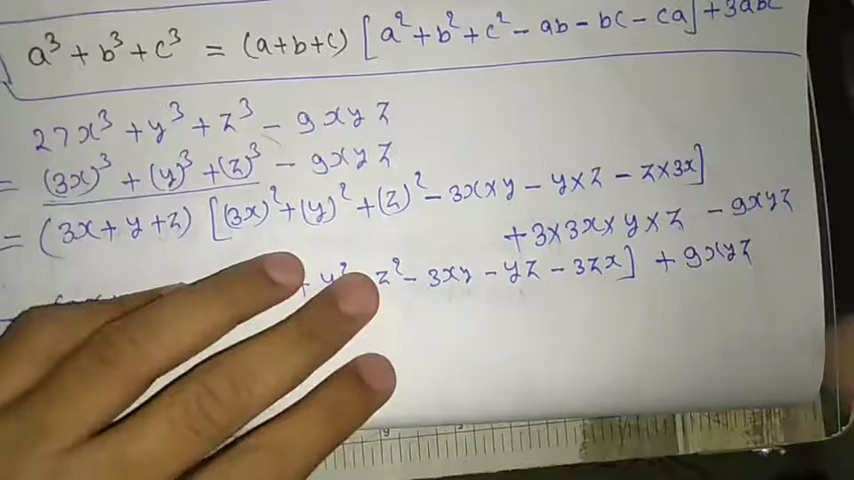 a³ + b³ + c³ = (a+b+c) [a² + b² + c² - ab - bc - ca] + 3abc
27x³ + y³ + z³ - 9xyz
= (3x)³ + (y)³ + (z)³ - 9xyz
= (3x + y + z) [(3x)² + (y)² + (z)² - 3x×y - y×z - z×3x]
+ 3×3x×y×z - 9xyz
+ y² z² - 3xy - yz - 3zx] + 9xyz